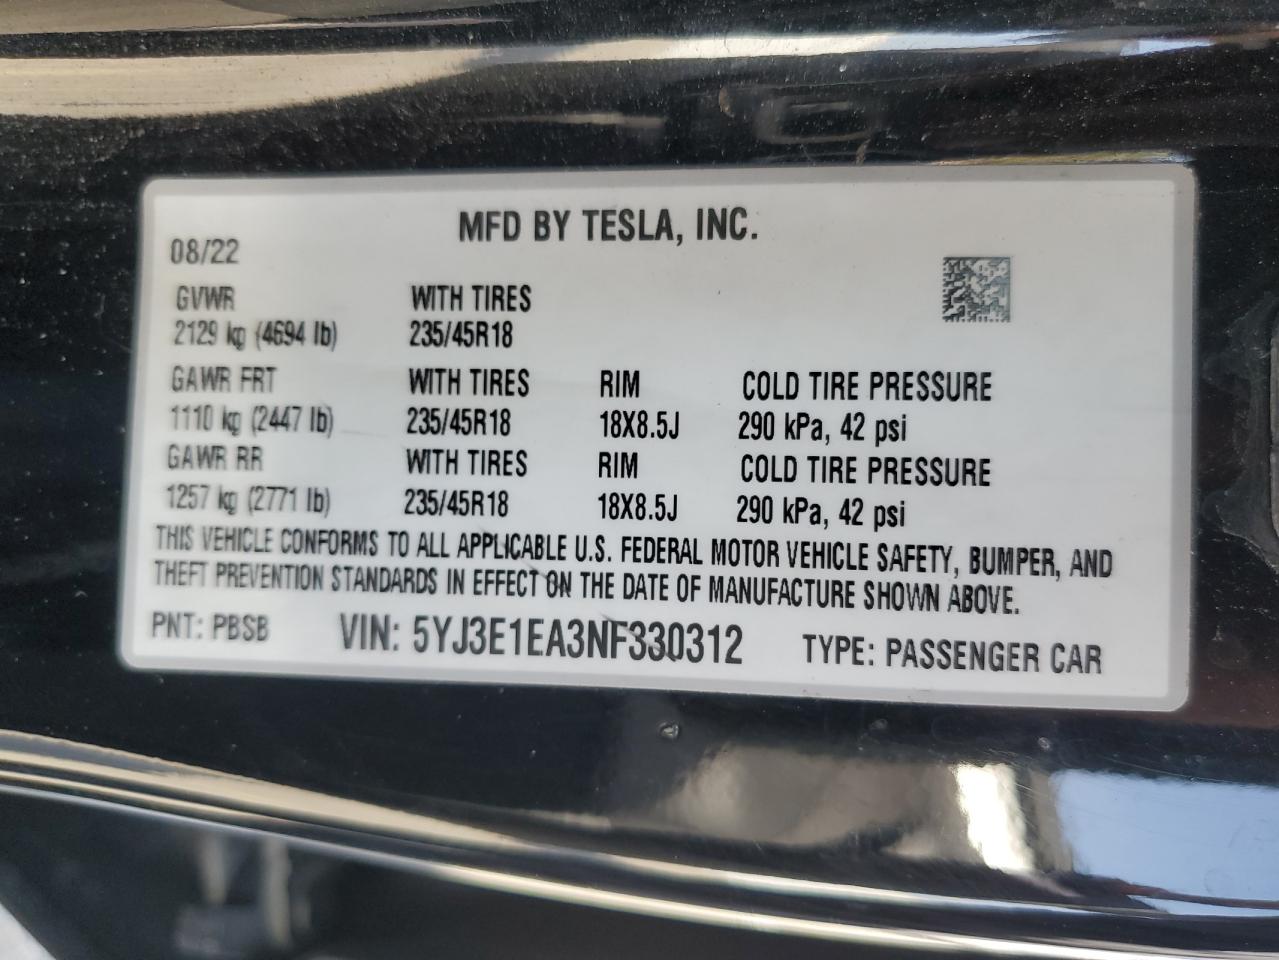 MFD BY TESLA, INC.
08/22
GVWR WITH TIRES
2129 kg (4694 lb) 235/45R18
GAWR FRT WITH TIRES RIM COLD TIRE PRESSURE
1110 kg (2447 lb) 235/45R18 18X8.5J 290 kPa, 42 psi
GAWR RR WITH TIRES RIM COLD TIRE PRESSURE
1257 kg (2771 lb) 235/45R18 18X8.5J 290 kPa, 42 psi
THIS VEHICLE CONFORMS TO ALL APPLICABLE U.S. FEDERAL MOTOR VEHICLE SAFETY, BUMPER, AND
THEFT PREVENTION STANDARDS IN EFFECT ON THE DATE OF MANUFACTURE SHOWN ABOVE.
PNT: PBSB VIN: 5YJ3E1EA3NF330312 TYPE: PASSENGER CAR